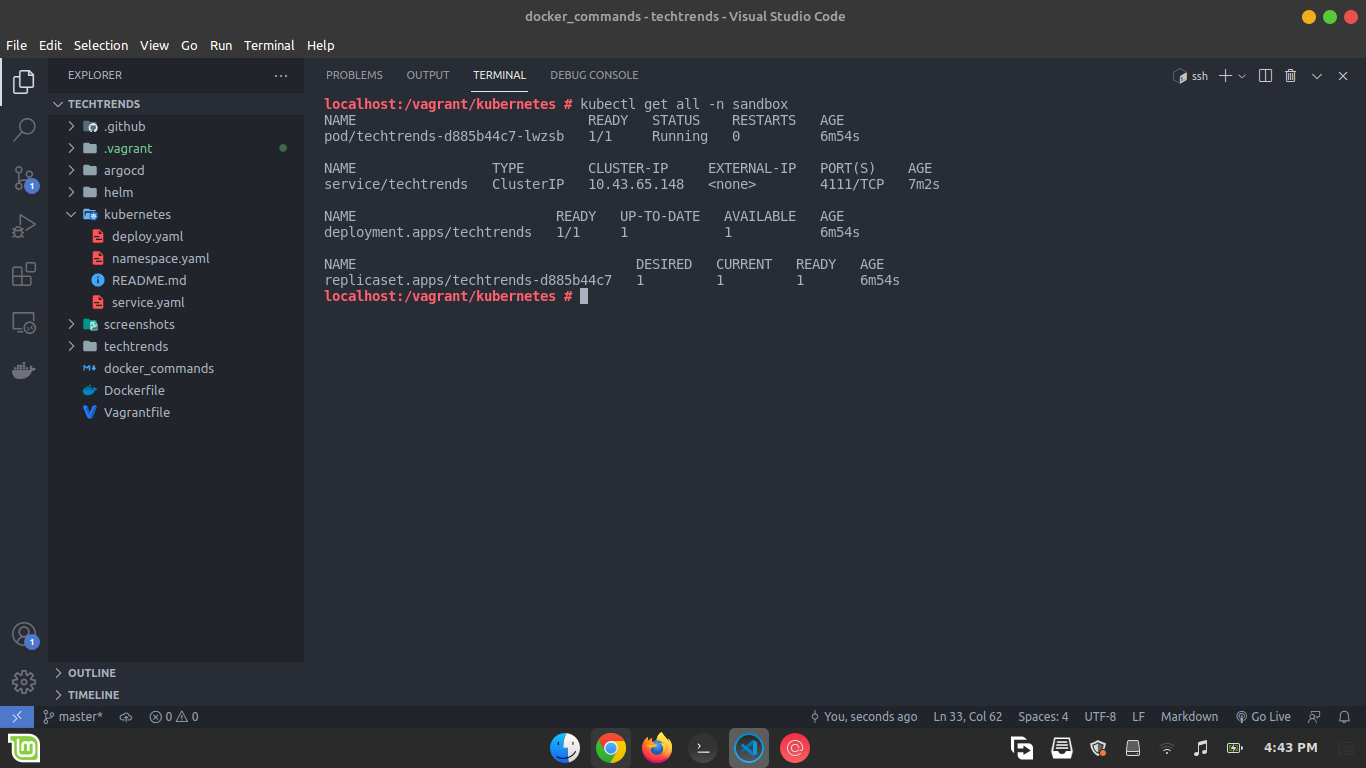 docker_commands - techtrends - Visual Studio Code
File Edit Selection View Go Run Terminal Help
EXPLORER
PROBLEMS OUTPUT TERMINAL DEBUG CONSOLE
ssh
TECHTRENDS
.github
.vagrant
argocd
helm
kubernetes
deploy.yaml
namespace.yaml
README.md
service.yaml
screenshots
techtrends
docker_commands
Dockerfile
Vagrantfile
OUTLINE
TIMELINE
1
1
localhost:/vagrant/kubernetes # kubectl get all -n sandbox
NAME READY STATUS RESTARTS AGE
pod/techtrends-d885b44c7-lwzsb 1/1 Running 0 6m54s
NAME TYPE CLUSTER-IP EXTERNAL-IP PORT(S) AGE
service/techtrends ClusterIP 10.43.65.148 <none> 4111/TCP 7m2s
NAME READY UP-TO-DATE AVAILABLE AGE
deployment.apps/techtrends 1/1 1 1 6m54s
NAME DESIRED CURRENT READY AGE
replicaset.apps/techtrends-d885b44c7 1 1 1 6m54s
localhost:/vagrant/kubernetes #
master* 0 0 You, seconds ago Ln 33, Col 62 Spaces: 4 UTF-8 LF Markdown Go Live
4:43 PM